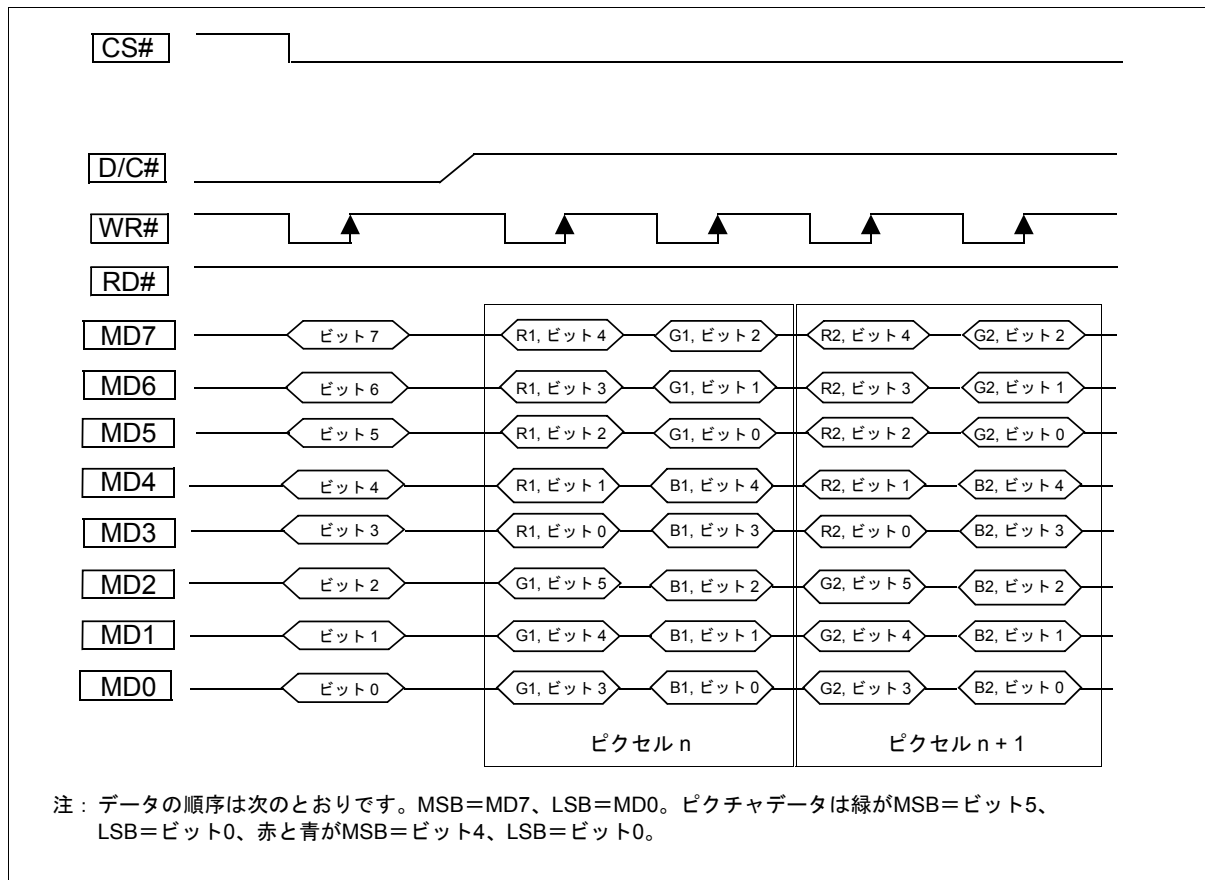 CS#
D/C#
WR#
RD#
MD7 ビット 7 R1, ビット 4 G1, ビット 2 R2, ビット 4 G2, ビット 2
MD6 ビット 6 R1, ビット 3 G1, ビット 1 R2, ビット 3 G2, ビット 1
MD5 ビット 5 R1, ビット 2 G1, ビット 0 R2, ビット 2 G2, ビット 0
MD4 ビット 4 R1, ビット 1 B1, ビット 4 R2, ビット 1 B2, ビット 4
MD3 ビット 3 R1, ビット 0 B1, ビット 3 R2, ビット 0 B2, ビット 3
MD2 ビット 2 G1, ビット 5 B1, ビット 2 G2, ビット 5 B2, ビット 2
MD1 ビット 1 G1, ビット 4 B1, ビット 1 G2, ビット 4 B2, ビット 1
MD0 ビット 0 G1, ビット 3 B1, ビット 0 G2, ビット 3 B2, ビット 0
ピクセル n ピクセル n + 1
注： データの順序は次のとおりです。MSB＝MD7、LSB＝MD0。ピクチャデータは緑がMSB＝ビット5、
LSB＝ビット0、赤と青がMSB＝ビット4、LSB＝ビット0。